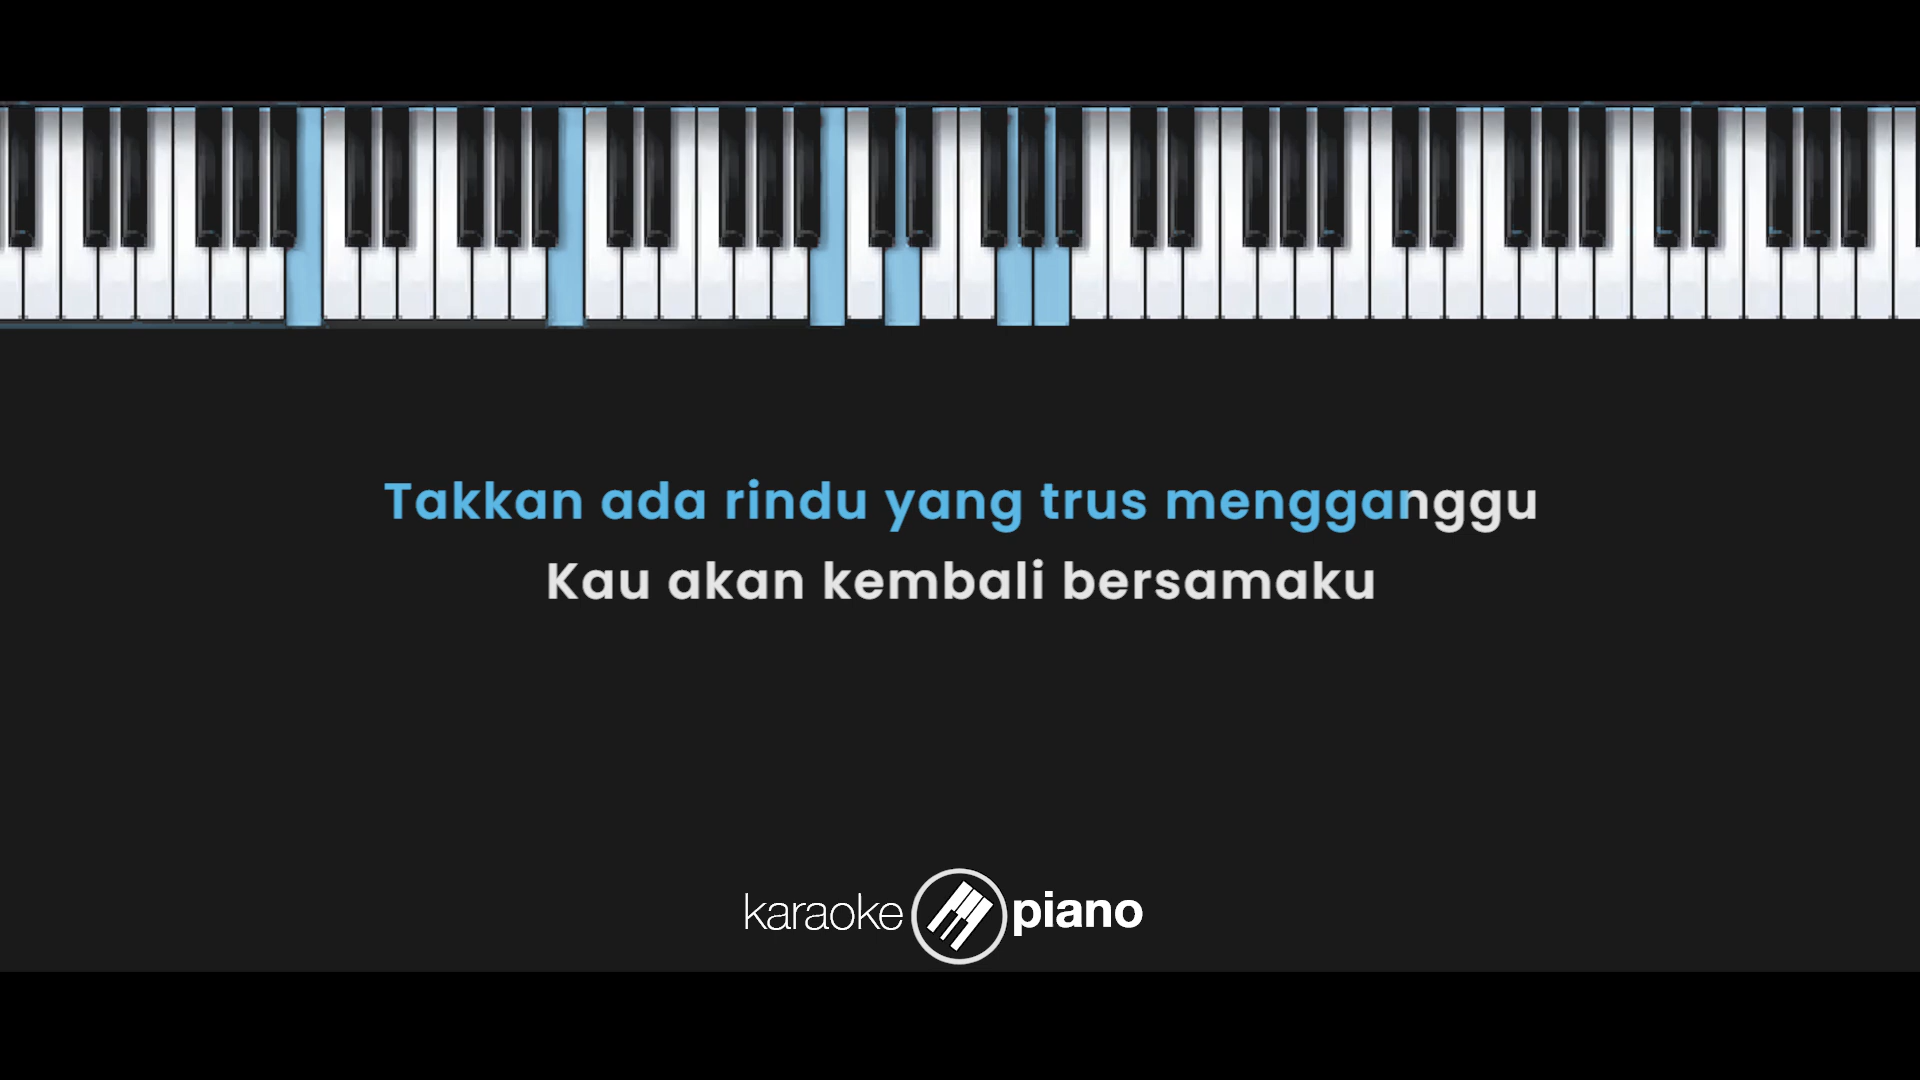 Takkan ada rindu yang trus mengganggu
Kau akan kembali bersamaku
karaoke piano